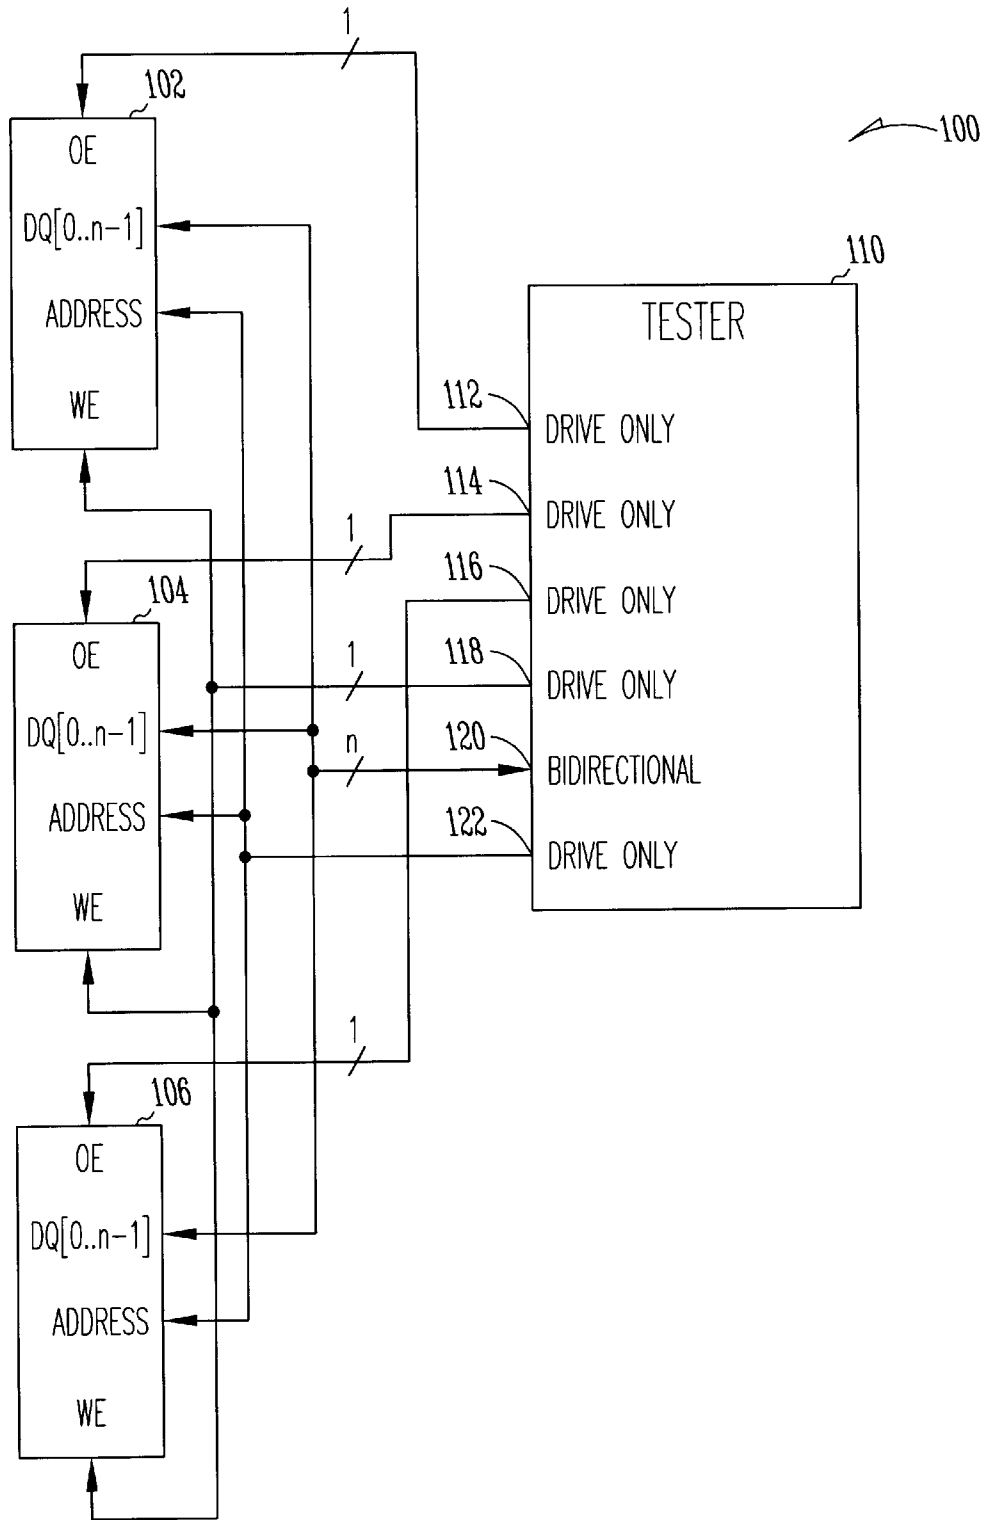 1
102
OE
DQ[0..n-1]
ADDRESS
WE
100
110
TESTER
112
DRIVE ONLY
114
DRIVE ONLY
116
DRIVE ONLY
118
DRIVE ONLY
120
BIDIRECTIONAL
122
DRIVE ONLY
1
104
OE
1
DQ[0..n-1]
n
ADDRESS
WE
1
106
OE
DQ[0..n-1]
ADDRESS
WE